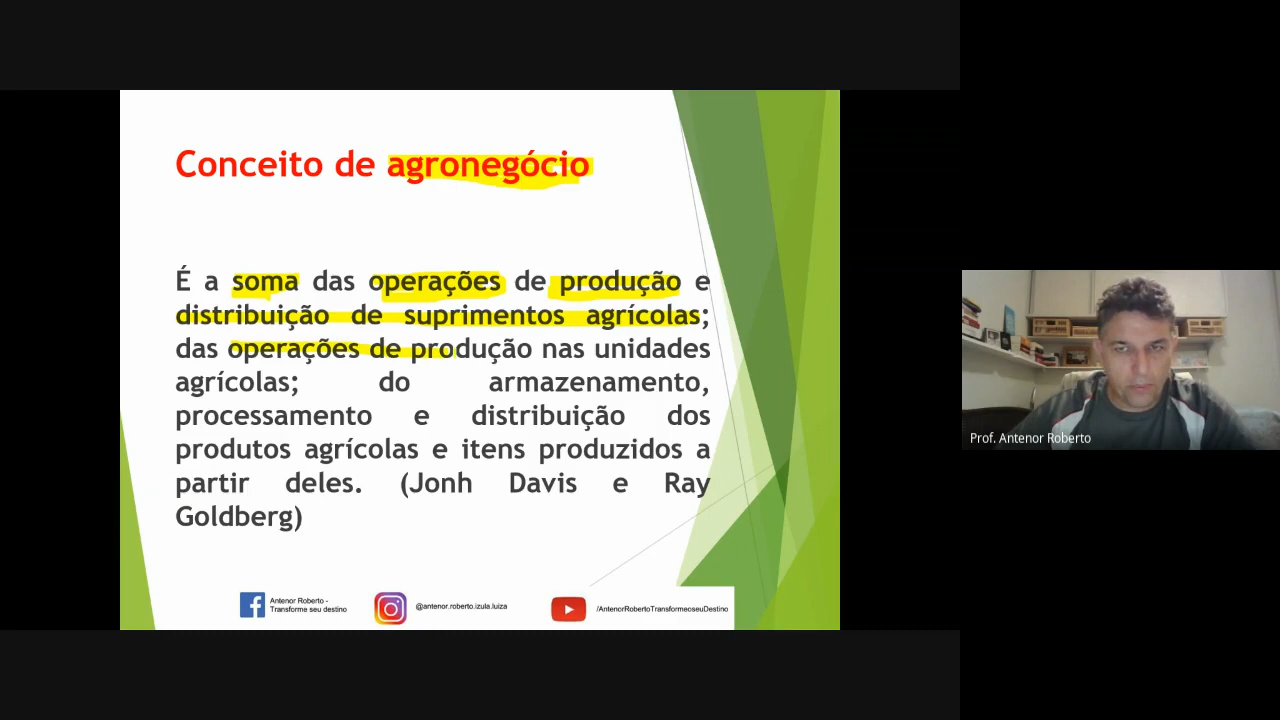 Conceito de agronegócio
É a soma das operações de produção e
distribuição de suprimentos agrícolas;
das operações de produção nas unidades
agrícolas; do armazenamento,
processamento e distribuição dos
produtos agrícolas e itens produzidos a
partir deles. (Jonh Davis e Ray
Goldberg)
Antenor Roberto -
Transforme seu destino
@antenor.roberto.izula.luiza
/AntenorRobertoTransformeoseuDestino
Prof. Antenor Roberto